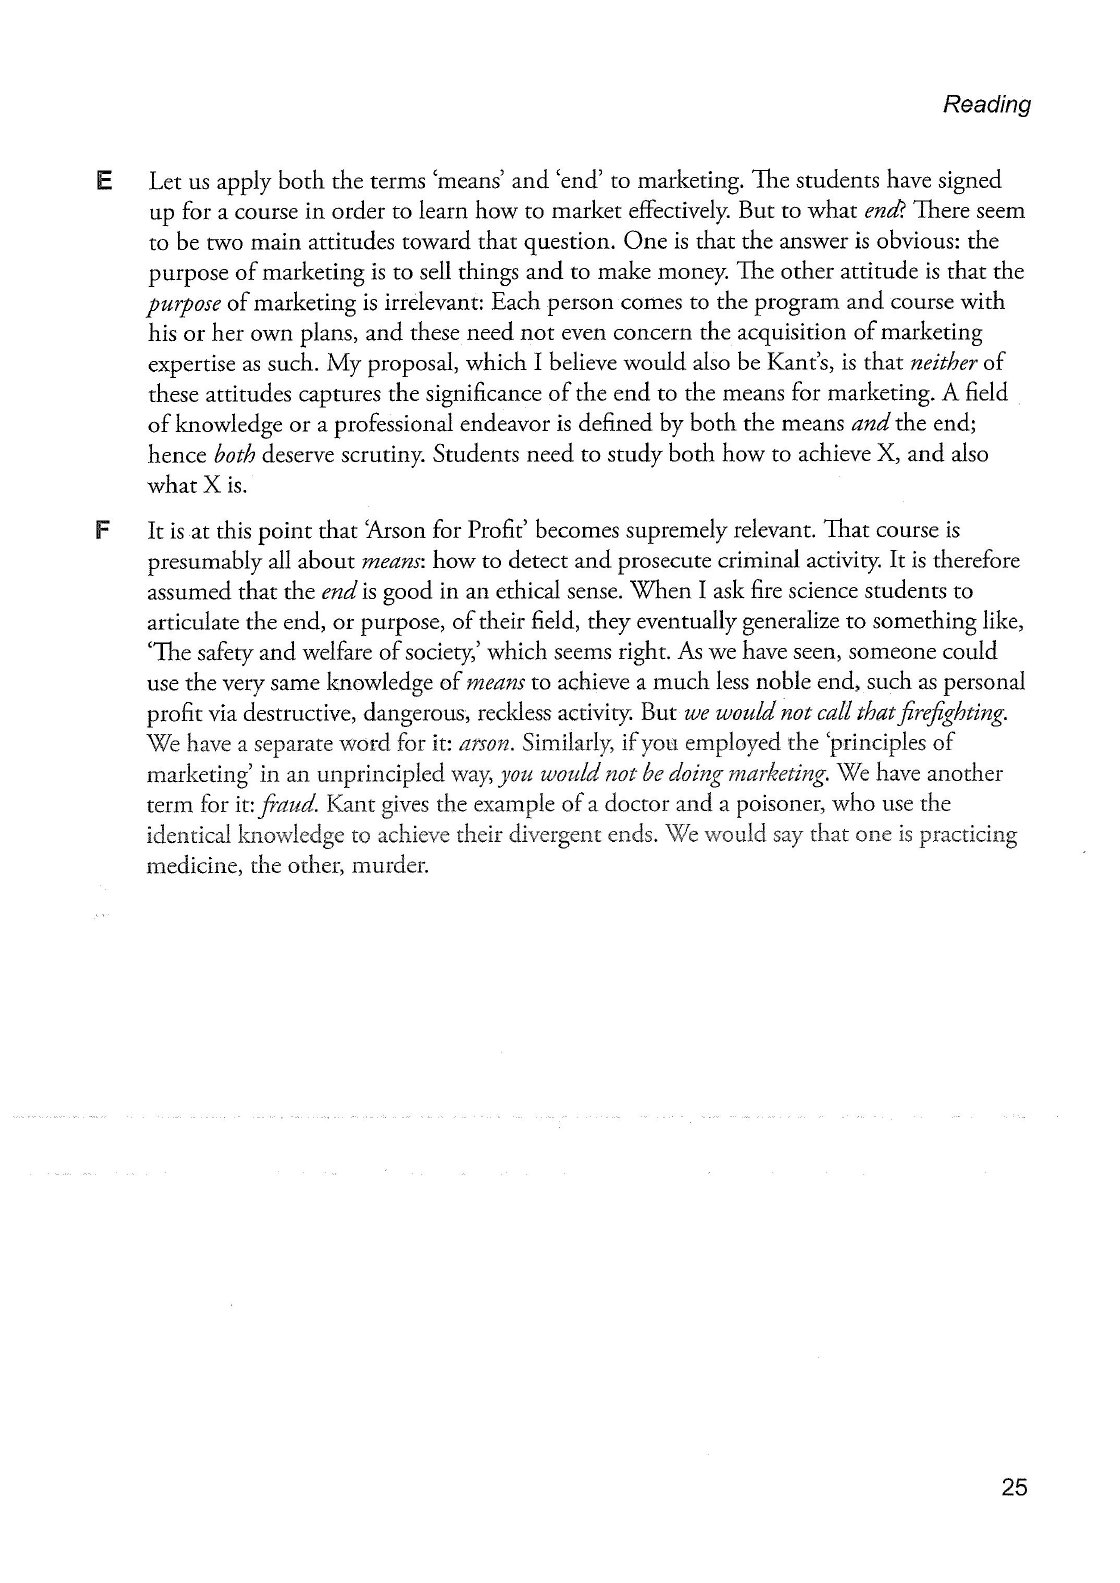 Reading
E Let us apply both the terms ‘means’ and ‘end’ to marketing. The students have signed
up for a course in order to learn how to market effectively. But to what end? There seem
to be two main attitudes toward that question. One is that the answer is obvious: the
purpose of marketing is to sell things and to make money. The other attitude is that the
purpose of marketing is irrelevant: Each person comes to the program and course with
his or her own plans, and these need not even concern the acquisition of marketing
expertise as such. My proposal, which I believe would also be Kant’s, is that neither of
these attitudes captures the significance of the end to the means for marketing. A field
of knowledge or a professional endeavor is defined by both the means and the end;
hence both deserve scrutiny. Students need to study both how to achieve X, and also
what X is.
F It is at this point that ‘Arson for Profit’ becomes supremely relevant. That course is
presumably all about means: how to detect and prosecute criminal activity. It is therefore
assumed that the end is good in an ethical sense. When I ask fire science students to
articulate the end, or purpose, of their field, they eventually generalize to something like,
‘The safety and welfare of society,’ which seems right. As we have seen, someone could
use the very same knowledge of means to achieve a much less noble end, such as personal
profit via destructive, dangerous, reckless activity. But we would not call that firefighting.
We have a separate word for it: arson. Similarly, if you employed the ‘principles of
marketing’ in an unprincipled way, you would not be doing marketing. We have another
term for it: fraud. Kant gives the example of a doctor and a poisoner, who use the
identical knowledge to achieve their divergent ends. We would say that one is practicing
medicine, the other, murder.
25